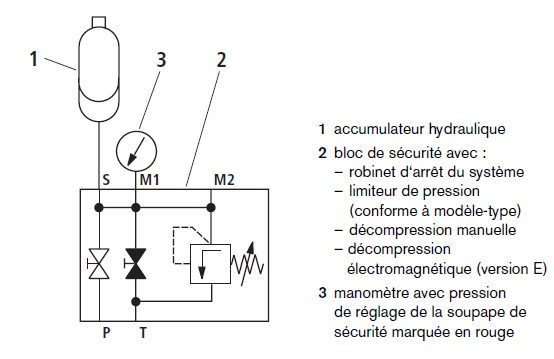 1
3
2
S
M1
M2
P
T
1 accumulateur hydraulique
2 bloc de sécurité avec :
– robinet d'arrêt du système
– limiteur de pression
(conforme à modèle-type)
– décompression manuelle
– décompression
électromagnétique (version E)
3 manomètre avec pression
de réglage de la soupape de
sécurité marquée en rouge